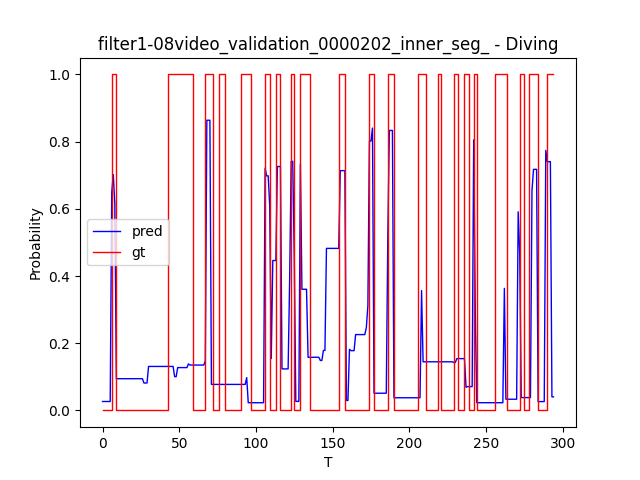 filter1-08video_validation_0000202_inner_seg_ - Diving
1.0
0.8
0.6
0.4
0.2
0.0
Probability
pred
gt
0 50 100 150 200 250 300
T